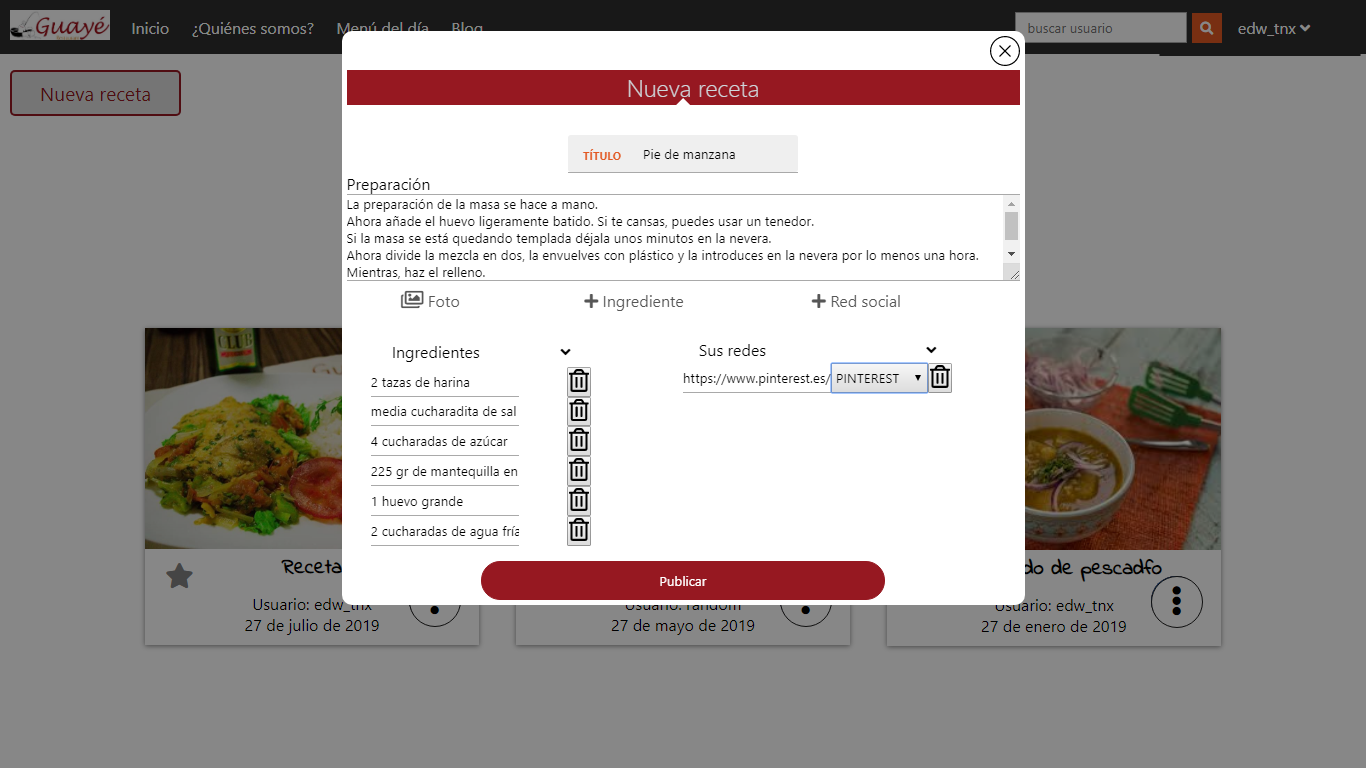 Guayé
Inicio
¿Quiénes somos?
Menú del día
Blog
buscar usuario
edw_tnx
Nueva receta
Nueva receta
TÍTULO Pie de manzana
Preparación
La preparación de la masa se hace a mano.
Ahora añade el huevo ligeramente batido. Si te cansas, puedes usar un tenedor.
Si la masa se está quedando templada déjala unos minutos en la nevera.
Ahora divide la mezcla en dos, la envuelves con plástico y la introduces en la nevera por lo menos una hora.
Mientras, haz el relleno.
Foto
Ingrediente
Red social
Ingredientes
2 tazas de harina
media cucharadita de sal
4 cucharadas de azúcar
225 gr de mantequilla en
1 huevo grande
2 cucharadas de agua fría
Sus redes
https://www.pinterest.es/ PINTEREST
Publicar
CLUB
Receta
Usuario: edw_tnx
27 de julio de 2019
Usuario: random
27 de mayo de 2019
do de pescadfo
Usuario: edw_tnx
27 de enero de 2019